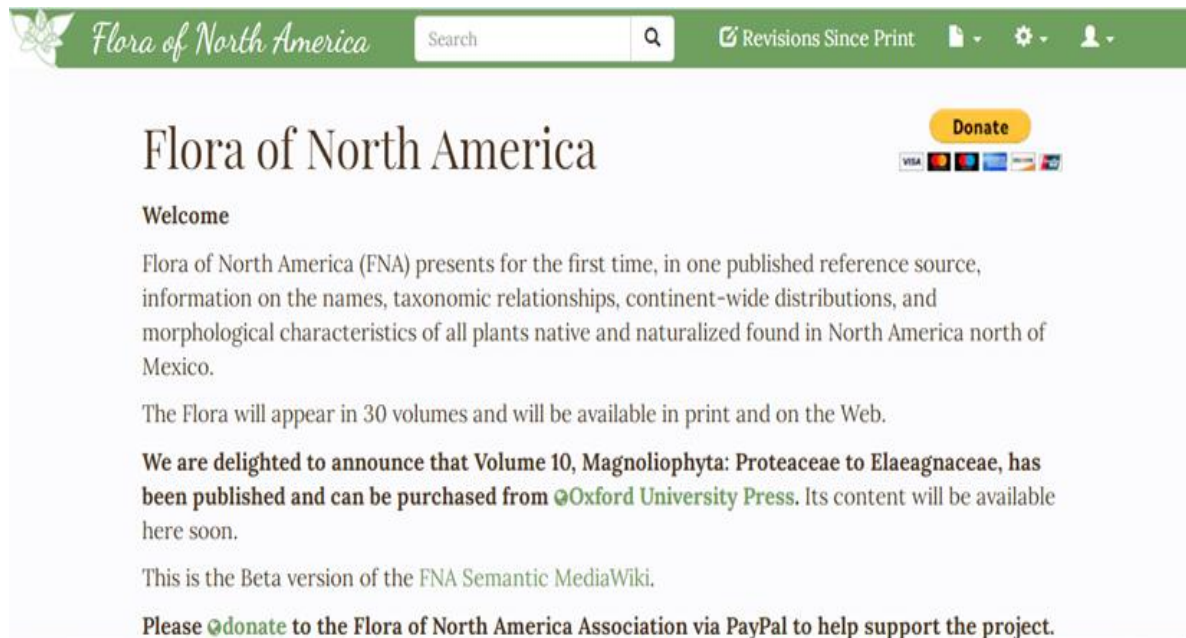 Flora of North America Search Revisions Since Print
Flora of North America
Donate
VISA
Welcome
Flora of North America (FNA) presents for the first time, in one published reference source,
information on the names, taxonomic relationships, continent-wide distributions, and
morphological characteristics of all plants native and naturalized found in North America north of
Mexico.
The Flora will appear in 30 volumes and will be available in print and on the Web.
We are delighted to announce that Volume 10, Magnoliophyta: Proteaceae to Elaeagnaceae, has
been published and can be purchased from Oxford University Press. Its content will be available
here soon.
This is the Beta version of the FNA Semantic MediaWiki.
Please donate to the Flora of North America Association via PayPal to help support the project.